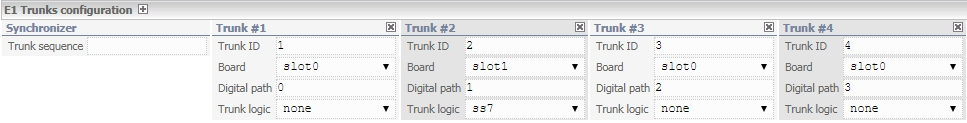 E1 Trunks configuration
Synchronizer Trunk #1 Trunk #2 Trunk #3 Trunk #4
Trunk sequence Trunk ID 1 Trunk ID 2 Trunk ID 3 Trunk ID 4
Board slot0 Board slot1 Board slot0 Board slot0
Digital path 0 Digital path 1 Digital path 2 Digital path 3
Trunk logic none Trunk logic ss7 Trunk logic none Trunk logic none